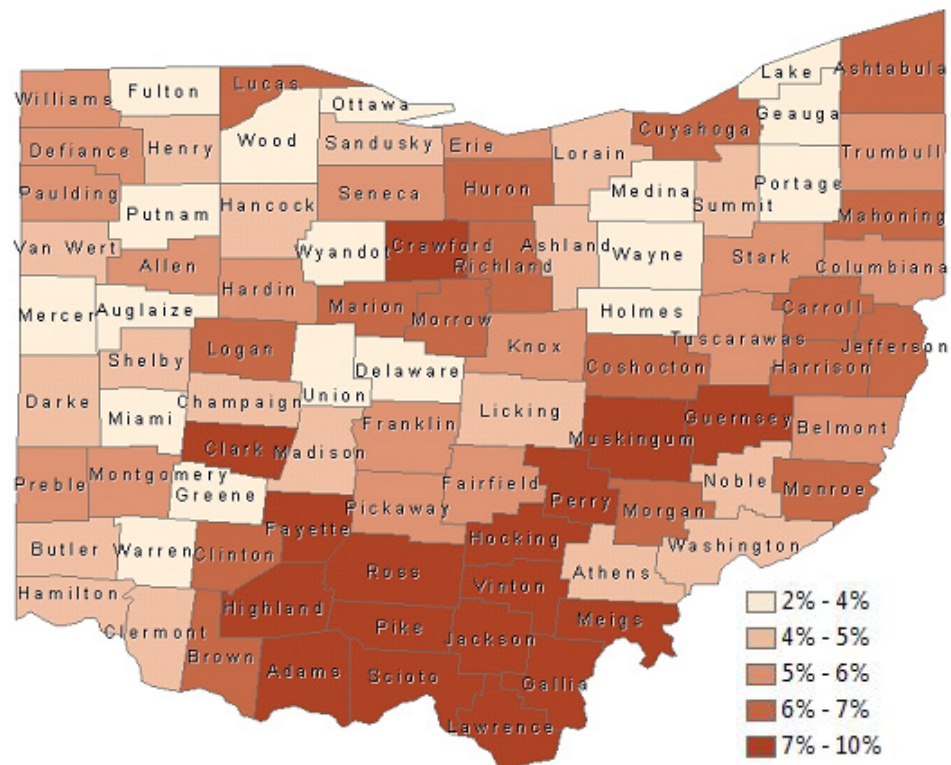 Williams
Fulton
Lucas
Ottawa
Lake
Ashtabula
Geauga
Defiance
Henry
Wood
Sandusky
Erie
Lorain
Cuyahoga
Trumbull
Paulding
Putnam
Hancock
Seneca
Huron
Medina
Summit
Portage
Mahoning
Van Wert
Allen
Wyandot
Crawford
Richland
Ashland
Wayne
Stark
Columbiana
Mercer
Auglaize
Hardin
Marion
Morrow
Holmes
Tuscarawas
Carroll
Jefferson
Shelby
Logan
Union
Delaware
Knox
Coshocton
Harrison
Darke
Miami
Champaign
Licking
Muskingum
Guernsey
Belmont
Clark
Madison
Franklin
Preble
Montgomery
Greene
Pickaway
Fairfield
Perry
Morgan
Noble
Monroe
Butler
Warren
Clinton
Fayette
Hocking
Washington
Hamilton
Clermont
Highland
Ross
Vinton
Athens
Brown
Adams
Pike
Scioto
Jackson
Meigs
Gallia
Lawrence
2% - 4%
4% - 5%
5% - 6%
6% - 7%
7% - 10%